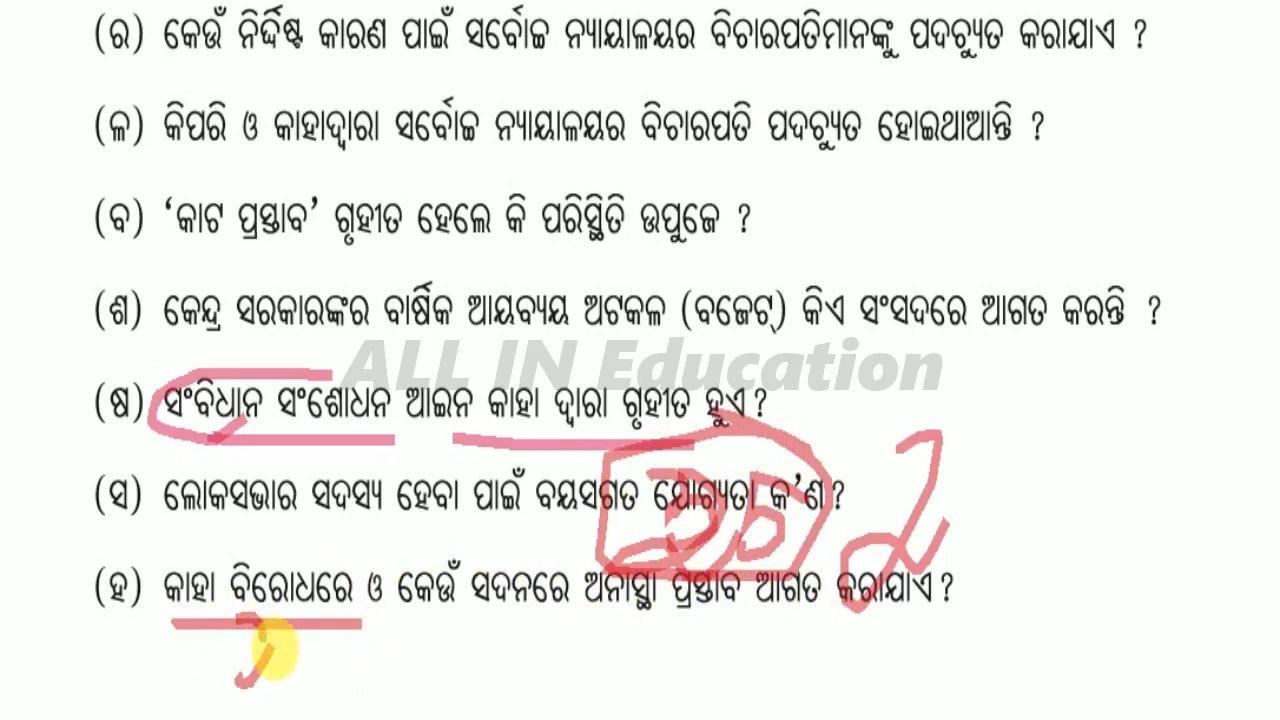 (ର) କେଉଁ ନିର୍ଦ୍ଦିଷ୍ଟ କାରଣ ପାଇଁ ସର୍ବୋଚ୍ଚ ନ୍ୟାୟାଳୟର ବିଚାରପତିମାନଙ୍କୁ ପଦଚ୍ୟୁତ କରାଯାଏ ?
(ଳ) କିପରି ଓ କାହାଦ୍ୱାରା ସର୍ବୋଚ୍ଚ ନ୍ୟାୟାଳୟର ବିଚାରପତି ପଦଚ୍ୟୁତ ହୋଇଥାଆନ୍ତି ?
(ବ) ‘କାଟ ପ୍ରସ୍ତାବ’ ଗୃହୀତ ହେଲେ କି ପରିସ୍ଥିତି ଉପୁଜେ ?
(ଶ) କେନ୍ଦ୍ର ସରକାରଙ୍କର ବାର୍ଷିକ ଆୟବ୍ୟୟ ଅଟକଳ (ବଜେଟ୍) କିଏ ସଂସଦରେ ଆଗତ କରନ୍ତି ?
ALL IN Education
(ଷ) ସଂବିଧାନ ସଂଶୋଧନ ଆଇନ କାହା ଦ୍ୱାରା ଗୃହୀତ ହୁଏ ?
(ସ) ଲୋକସଭାର ସଦସ୍ୟ ହେବା ପାଇଁ ବୟସଗତ ଯୋଗ୍ୟତା କ’ଣ ?
(ହ) କାହା ବିରୋଧରେ ଓ କେଉଁ ସଦନରେ ଅନାସ୍ଥା ପ୍ରସ୍ତାବ ଆଗତ କରାଯାଏ ?